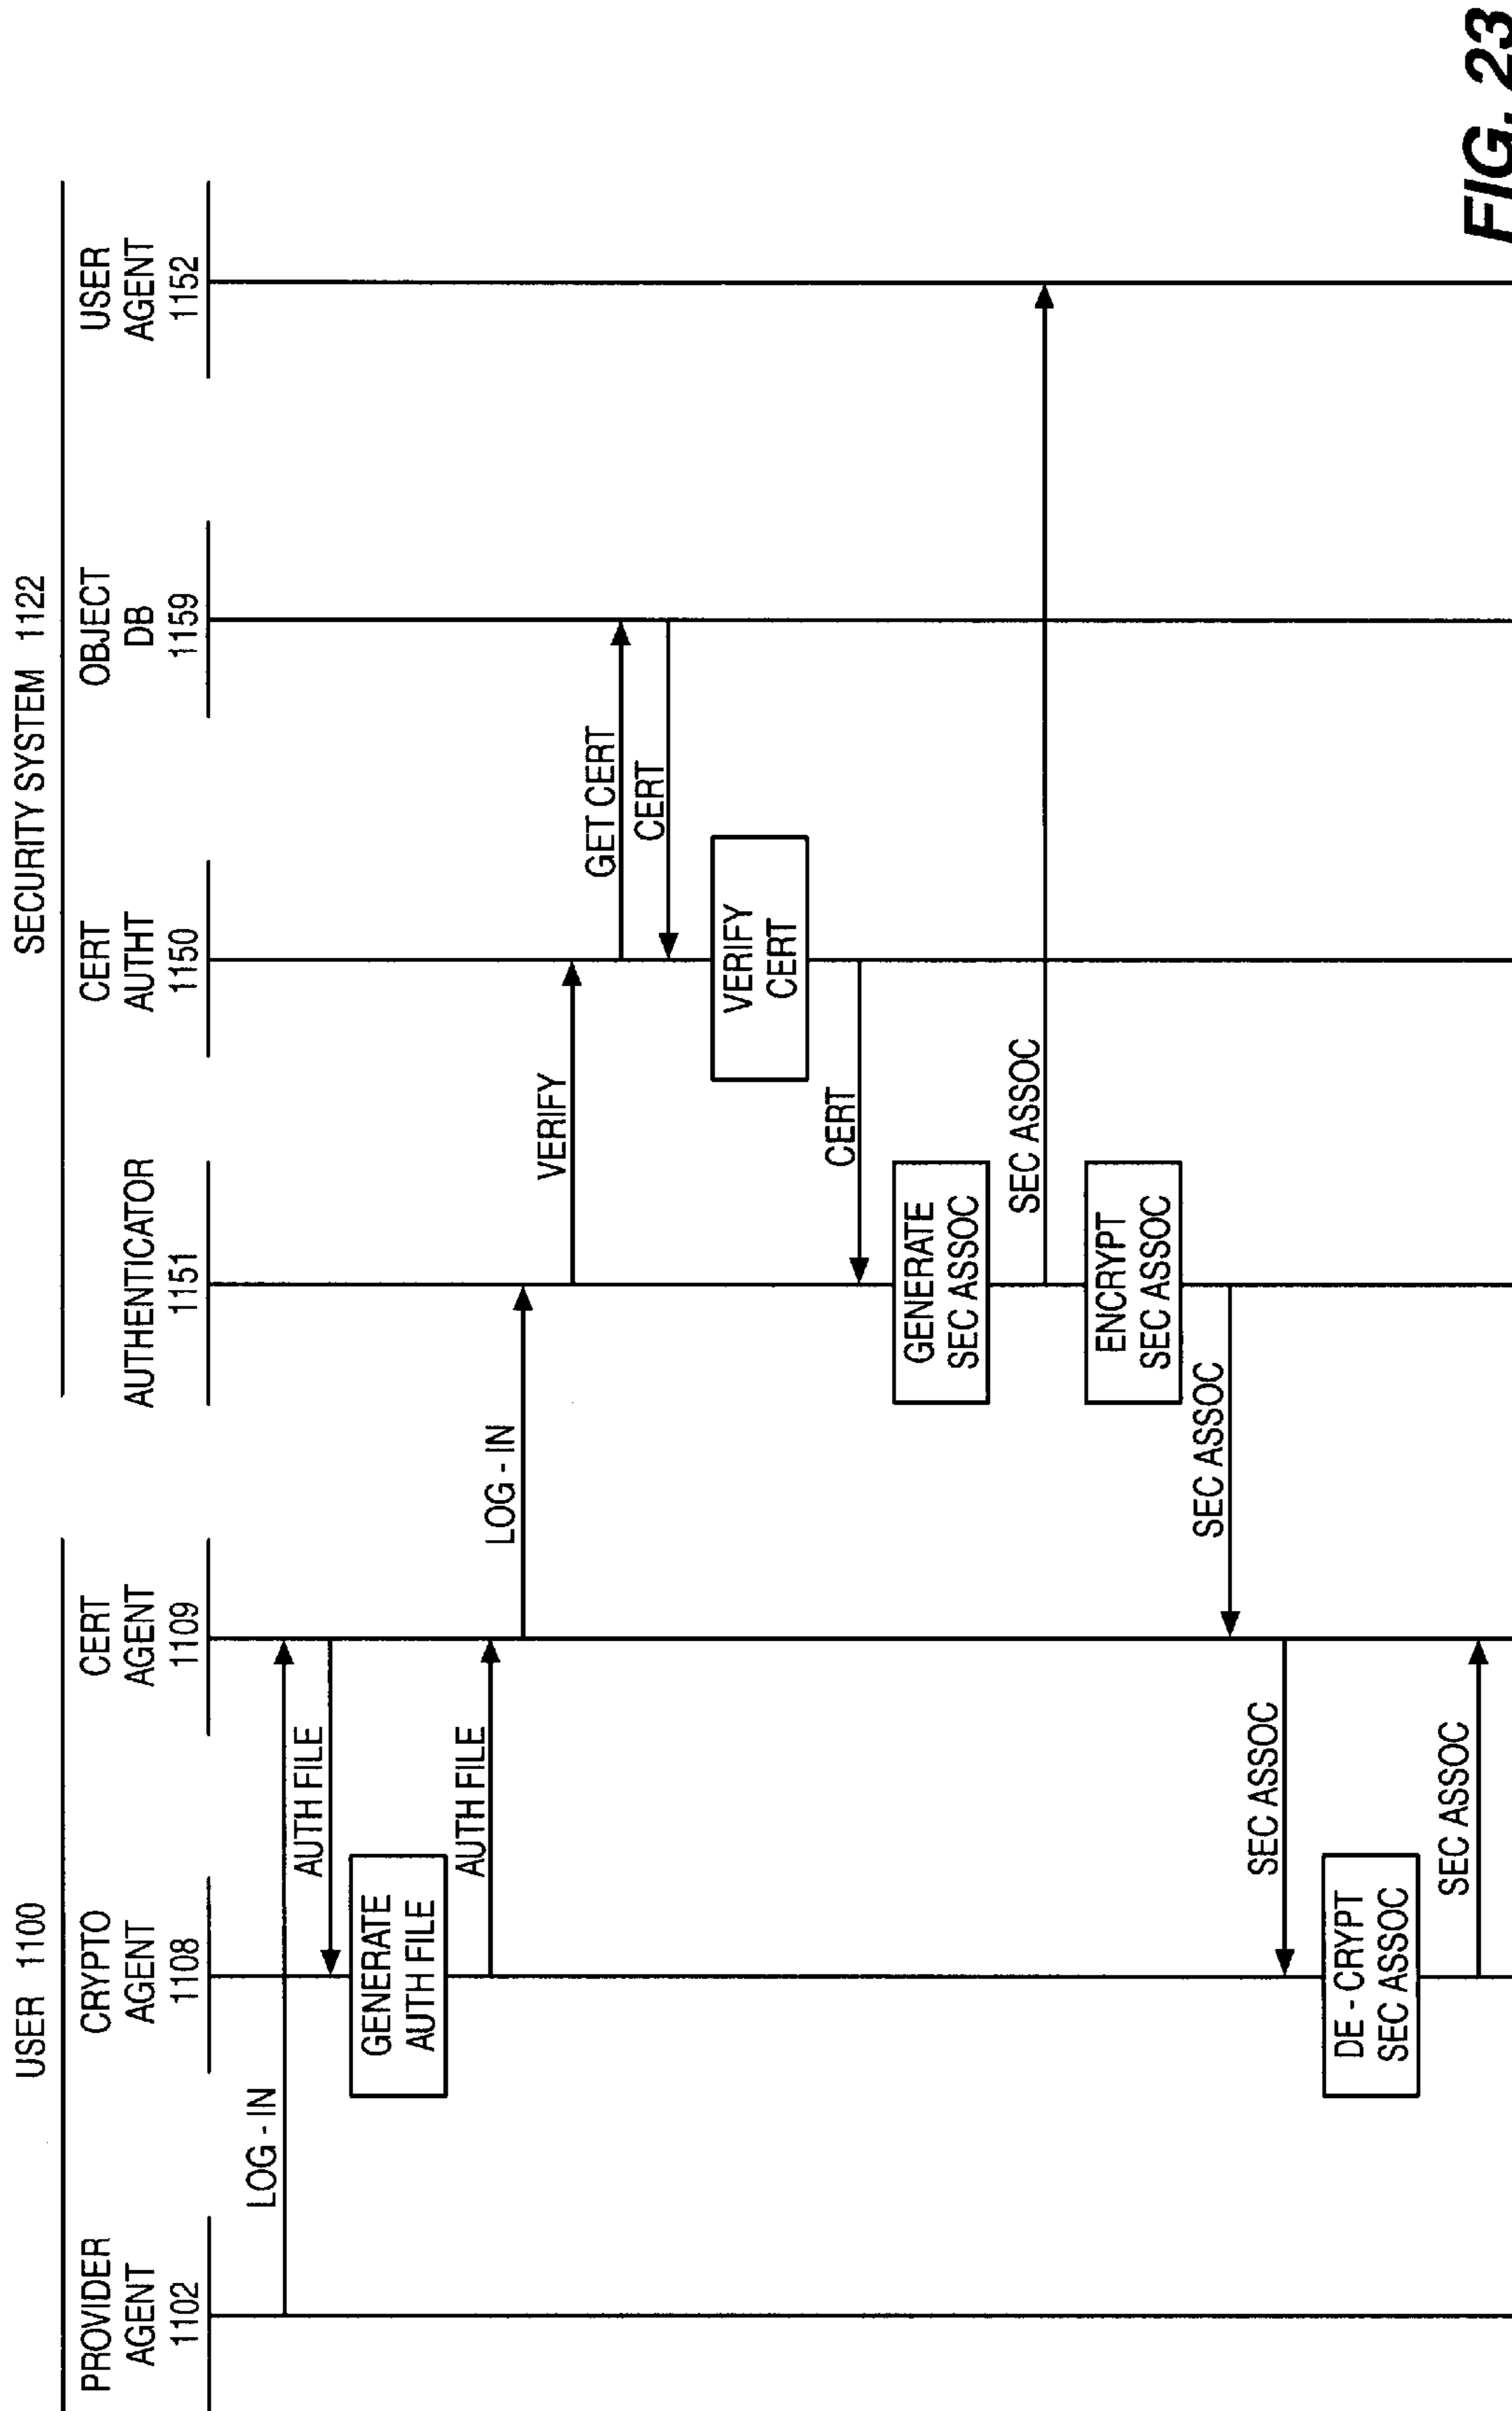 USER 1100
SECURITY SYSTEM 1122
PROVIDER
AGENT
1102
CRYPTO
AGENT
1108
CERT
AGENT
1109
AUTHENTICATOR
1151
CERT
AUTHT
1150
OBJECT
DB
1159
USER
AGENT
1152
LOG - IN
AUTH FILE
GENERATE
AUTH FILE
AUTH FILE
LOG - IN
VERIFY
GET CERT
CERT
VERIFY
CERT
CERT
GENERATE
SEC ASSOC
SEC ASSOC
ENCRYPT
SEC ASSOC
SEC ASSOC
SEC ASSOC
DE - CRYPT
SEC ASSOC
SEC ASSOC
FIG. 23